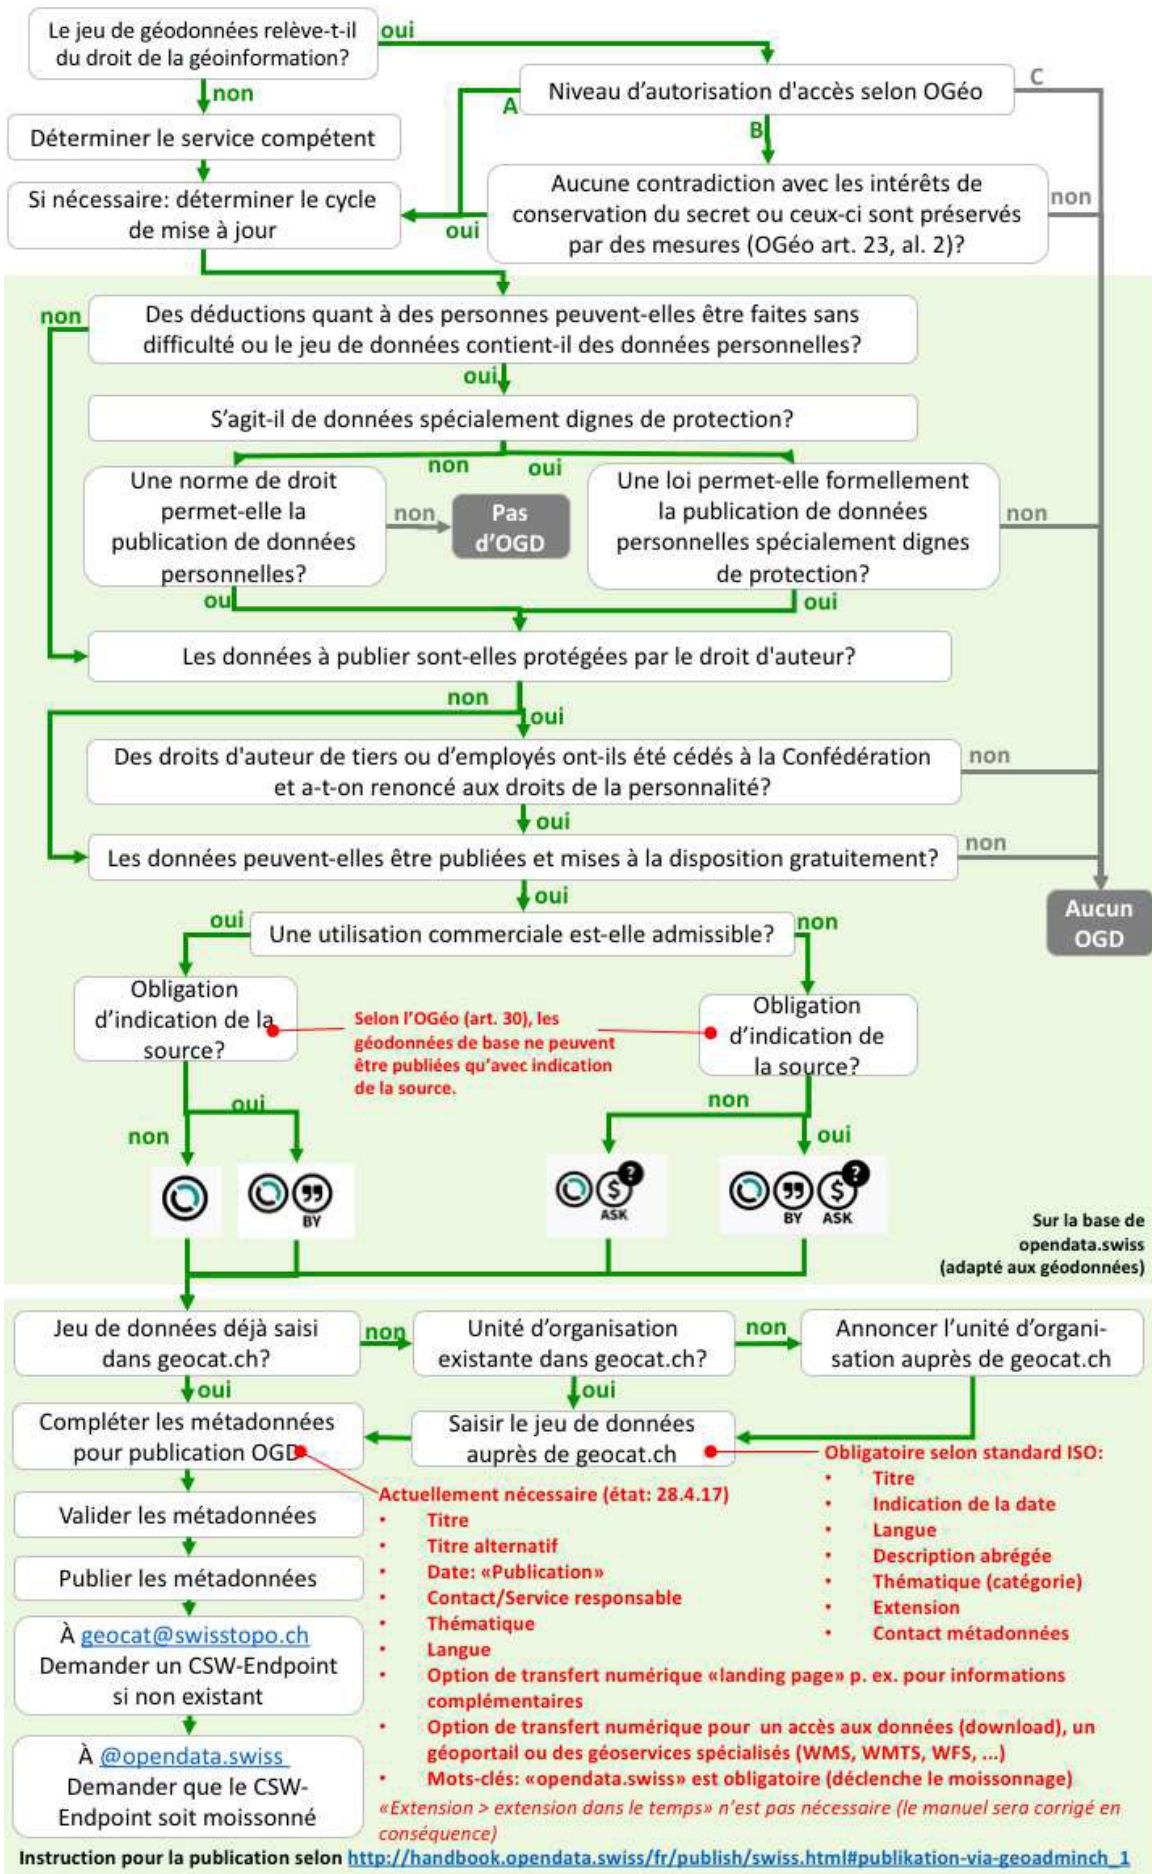 Le jeu de géodonnées relève-t-il
du droit de la géoinformation?
oui
non
Niveau d'autorisation d'accès selon OGéo
A
B
C
Déterminer le service compétent
Si nécessaire: déterminer le cycle
de mise à jour
Aucune contradiction avec les intérêts de
conservation du secret ou ceux-ci sont préservés
par des mesures (OGéo art. 23, al. 2)?
oui
non
Des déductions quant à des personnes peuvent-elles être faites sans
difficulté ou le jeu de données contient-il des données personnelles?
non
oui
S'agit-il de données spécialement dignes de protection?
non
oui
Une norme de droit
permet-elle la
publication de données
personnelles?
non
Pas
d'OGD
Une loi permet-elle formellement
la publication de données
personnelles spécialement dignes
de protection?
non
ou
oui
Les données à publier sont-elles protégées par le droit d'auteur?
non
oui
Des droits d'auteur de tiers ou d'employés ont-ils été cédés à la Confédération
et a-t-on renoncé aux droits de la personnalité?
non
oui
Les données peuvent-elles être publiées et mises à la disposition gratuitement?
non
oui
Aucun
OGD
Une utilisation commerciale est-elle admissible?
oui
non
Obligation
d'indication de la
source?
Selon l'OGéo (art. 30), les
géodonnées de base ne peuvent
être publiées qu'avec indication
de la source.
Obligation
d'indication de
la source?
non
oui
non
oui
BY
$ ?
ASK
BY
$ ?
ASK
Sur la base de
opendata.swiss
(adapté aux géodonnées)
Jeu de données déjà saisi
dans geocat.ch?
non
Unité d'organisation
existante dans geocat.ch?
non
Annoncer l'unité d'organi-
sation auprès de geocat.ch
oui
oui
Compléter les métadonnées
pour publication OGD
Saisir le jeu de données
auprès de geocat.ch
Obligatoire selon standard ISO:
• Titre
• Indication de la date
• Langue
• Description abrégée
• Thématique (catégorie)
• Extension
• Contact métadonnées
Valider les métadonnées
Publier les métadonnées
À geocat@swisstopo.ch
Demander un CSW-Endpoint
si non existant
À @opendata.swiss
Demander que le CSW-
Endpoint soit moissonné
Actuellement nécessaire (état: 28.4.17)
• Titre
• Titre alternatif
• Date: «Publication»
• Contact/Service responsable
• Thématique
• Langue
• Option de transfert numérique «landing page» p. ex. pour informations
complémentaires
• Option de transfert numérique pour un accès aux données (download), un
géoportail ou des géoservices spécialisés (WMS, WMTS, WFS, ...)
• Mots-clés: «opendata.swiss» est obligatoire (déclenche le moissonnage)
«Extension > extension dans le temps» n'est pas nécessaire (le manuel sera corrigé en
conséquence)
Instruction pour la publication selon http://handbook.opendata.swiss/fr/publish/swiss.html#publikation-via-geoadminch_1